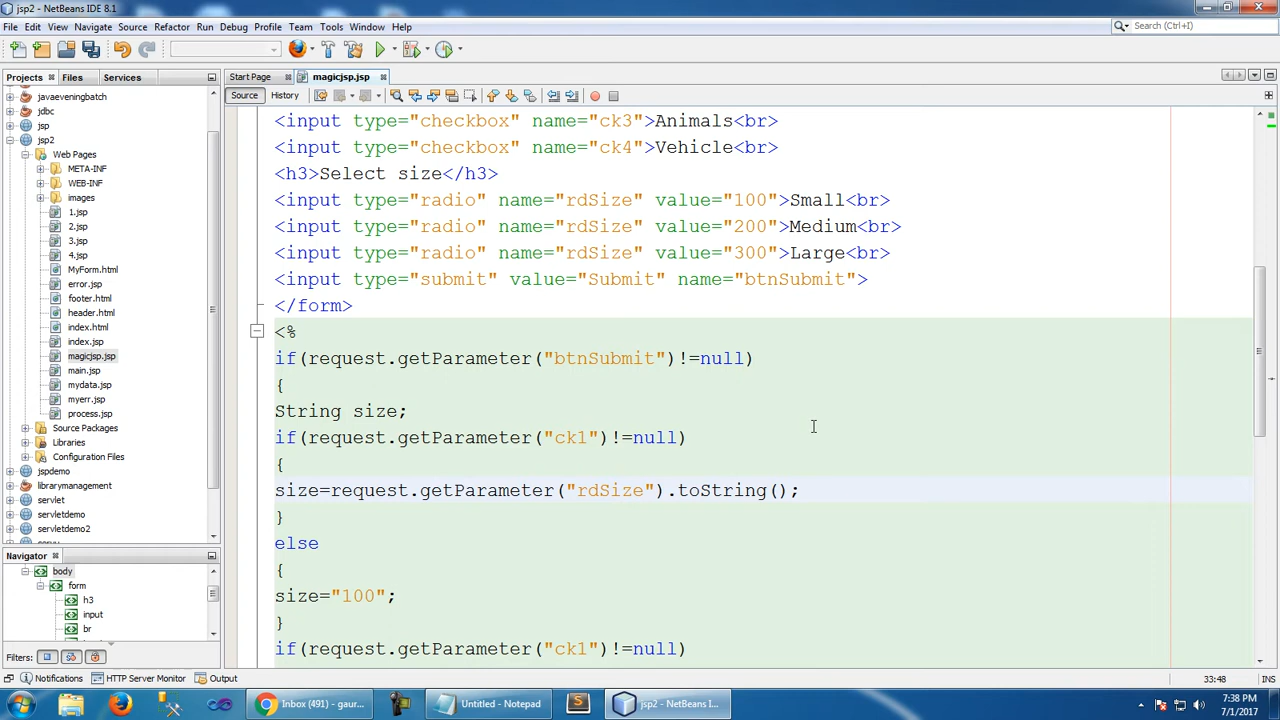 jsp2 - NetBeans IDE 8.1
File Edit View Navigate Source Refactor Run Debug Profile Team Tools Window Help
Search (Ctrl+I)
Projects Files Services
Start Page magicjsp.jsp
Source History
javaeveningbatch
jdbc
jsp
jsp2
Web Pages
META-INF
WEB-INF
images
1.jsp
2.jsp
3.jsp
4.jsp
MyForm.html
error.jsp
footer.html
header.html
index.html
index.jsp
magicjsp.jsp
main.jsp
mydata.jsp
myerr.jsp
process.jsp
Source Packages
Libraries
Configuration Files
jspdemo
librarymanagement
servlet
servletdemo
servletdemo2
Navigator
body
form
h3
input
br
Filters:
<input type="checkbox" name="ck3">Animals<br>
<input type="checkbox" name="ck4">Vehicle<br>
<h3>Select size</h3>
<input type="radio" name="rdSize" value="100">Small<br>
<input type="radio" name="rdSize" value="200">Medium<br>
<input type="radio" name="rdSize" value="300">Large<br>
<input type="submit" value="Submit" name="btnSubmit">
</form>
<%
if(request.getParameter("btnSubmit")!=null)
{
String size;
if(request.getParameter("ck1")!=null)
{
size=request.getParameter("rdSize").toString();
}
else
{
size="100";
}
if(request.getParameter("ck1")!=null)
Notifications HTTP Server Monitor Output
33:48 INS
Inbox (491) - gaur... Untitled - Notepad jsp2 - NetBeans I...
7:38 PM
7/1/2017